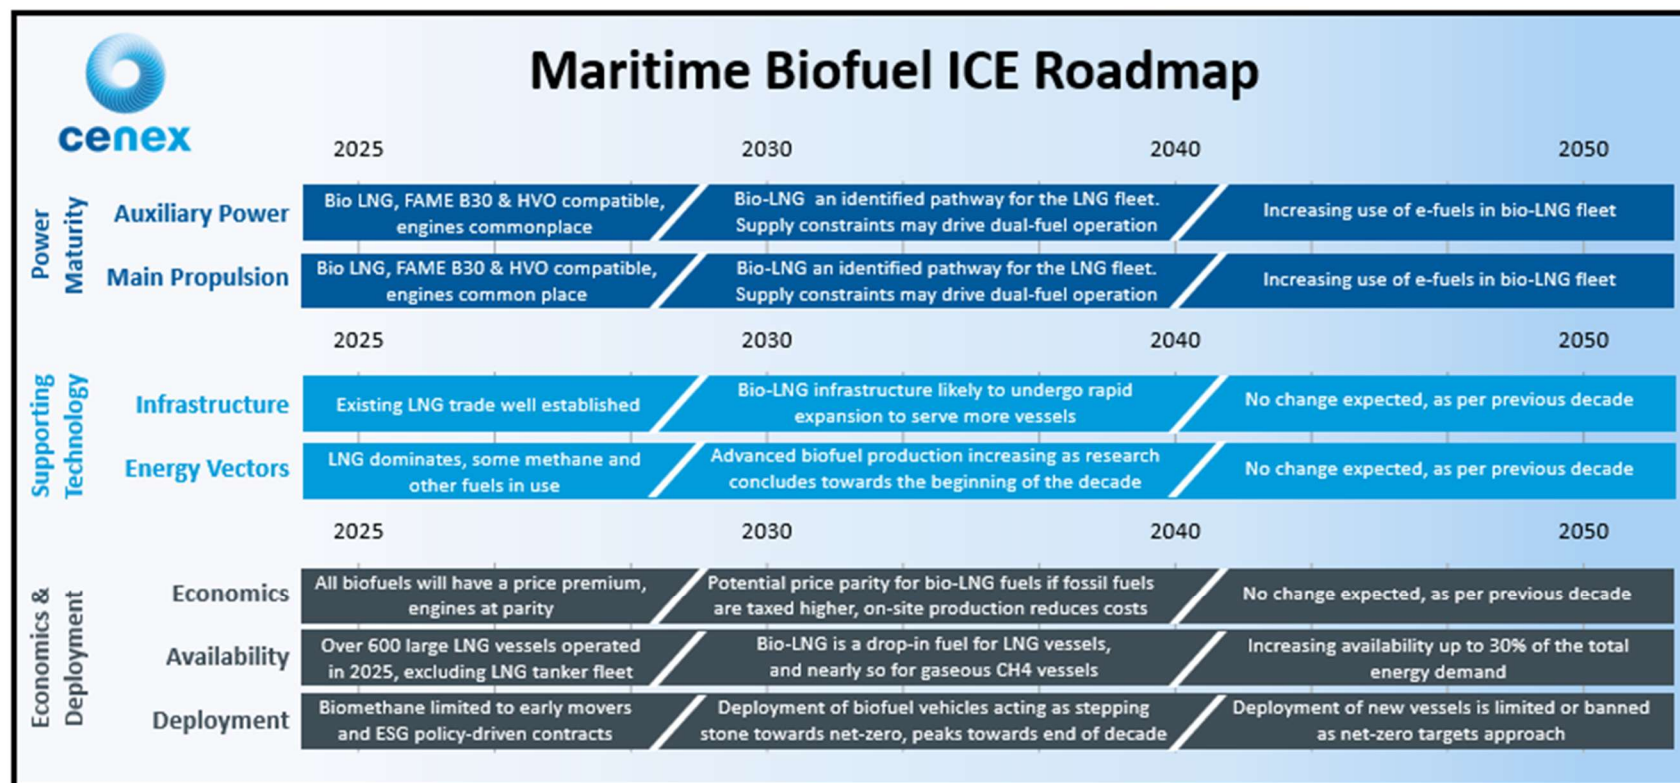 cenex
Maritime Biofuel ICE Roadmap
2025 2030 2040 2050
Power
Maturity
Auxiliary Power
Bio LNG, FAME B30 & HVO compatible,
engines commonplace
Bio-LNG an identified pathway for the LNG fleet.
Supply constraints may drive dual-fuel operation
Increasing use of e-fuels in bio-LNG fleet
Main Propulsion
Bio LNG, FAME B30 & HVO compatible,
engines common place
Bio-LNG an identified pathway for the LNG fleet.
Supply constraints may drive dual-fuel operation
Increasing use of e-fuels in bio-LNG fleet
2025 2030 2040 2050
Supporting
Technology
Infrastructure
Existing LNG trade well established
Bio-LNG infrastructure likely to undergo rapid
expansion to serve more vessels
No change expected, as per previous decade
Energy Vectors
LNG dominates, some methane and
other fuels in use
Advanced biofuel production increasing as research
concludes towards the beginning of the decade
No change expected, as per previous decade
2025 2030 2040 2050
Economics &
Deployment
Economics
All biofuels will have a price premium,
engines at parity
Potential price parity for bio-LNG fuels if fossil fuels
are taxed higher, on-site production reduces costs
No change expected, as per previous decade
Availability
Over 600 large LNG vessels operated
in 2025, excluding LNG tanker fleet
Bio-LNG is a drop-in fuel for LNG vessels,
and nearly so for gaseous CH4 vessels
Increasing availability up to 30% of the total
energy demand
Deployment
Biomethane limited to early movers
and ESG policy-driven contracts
Deployment of biofuel vehicles acting as stepping
stone towards net-zero, peaks towards end of decade
Deployment of new vessels is limited or banned
as net-zero targets approach